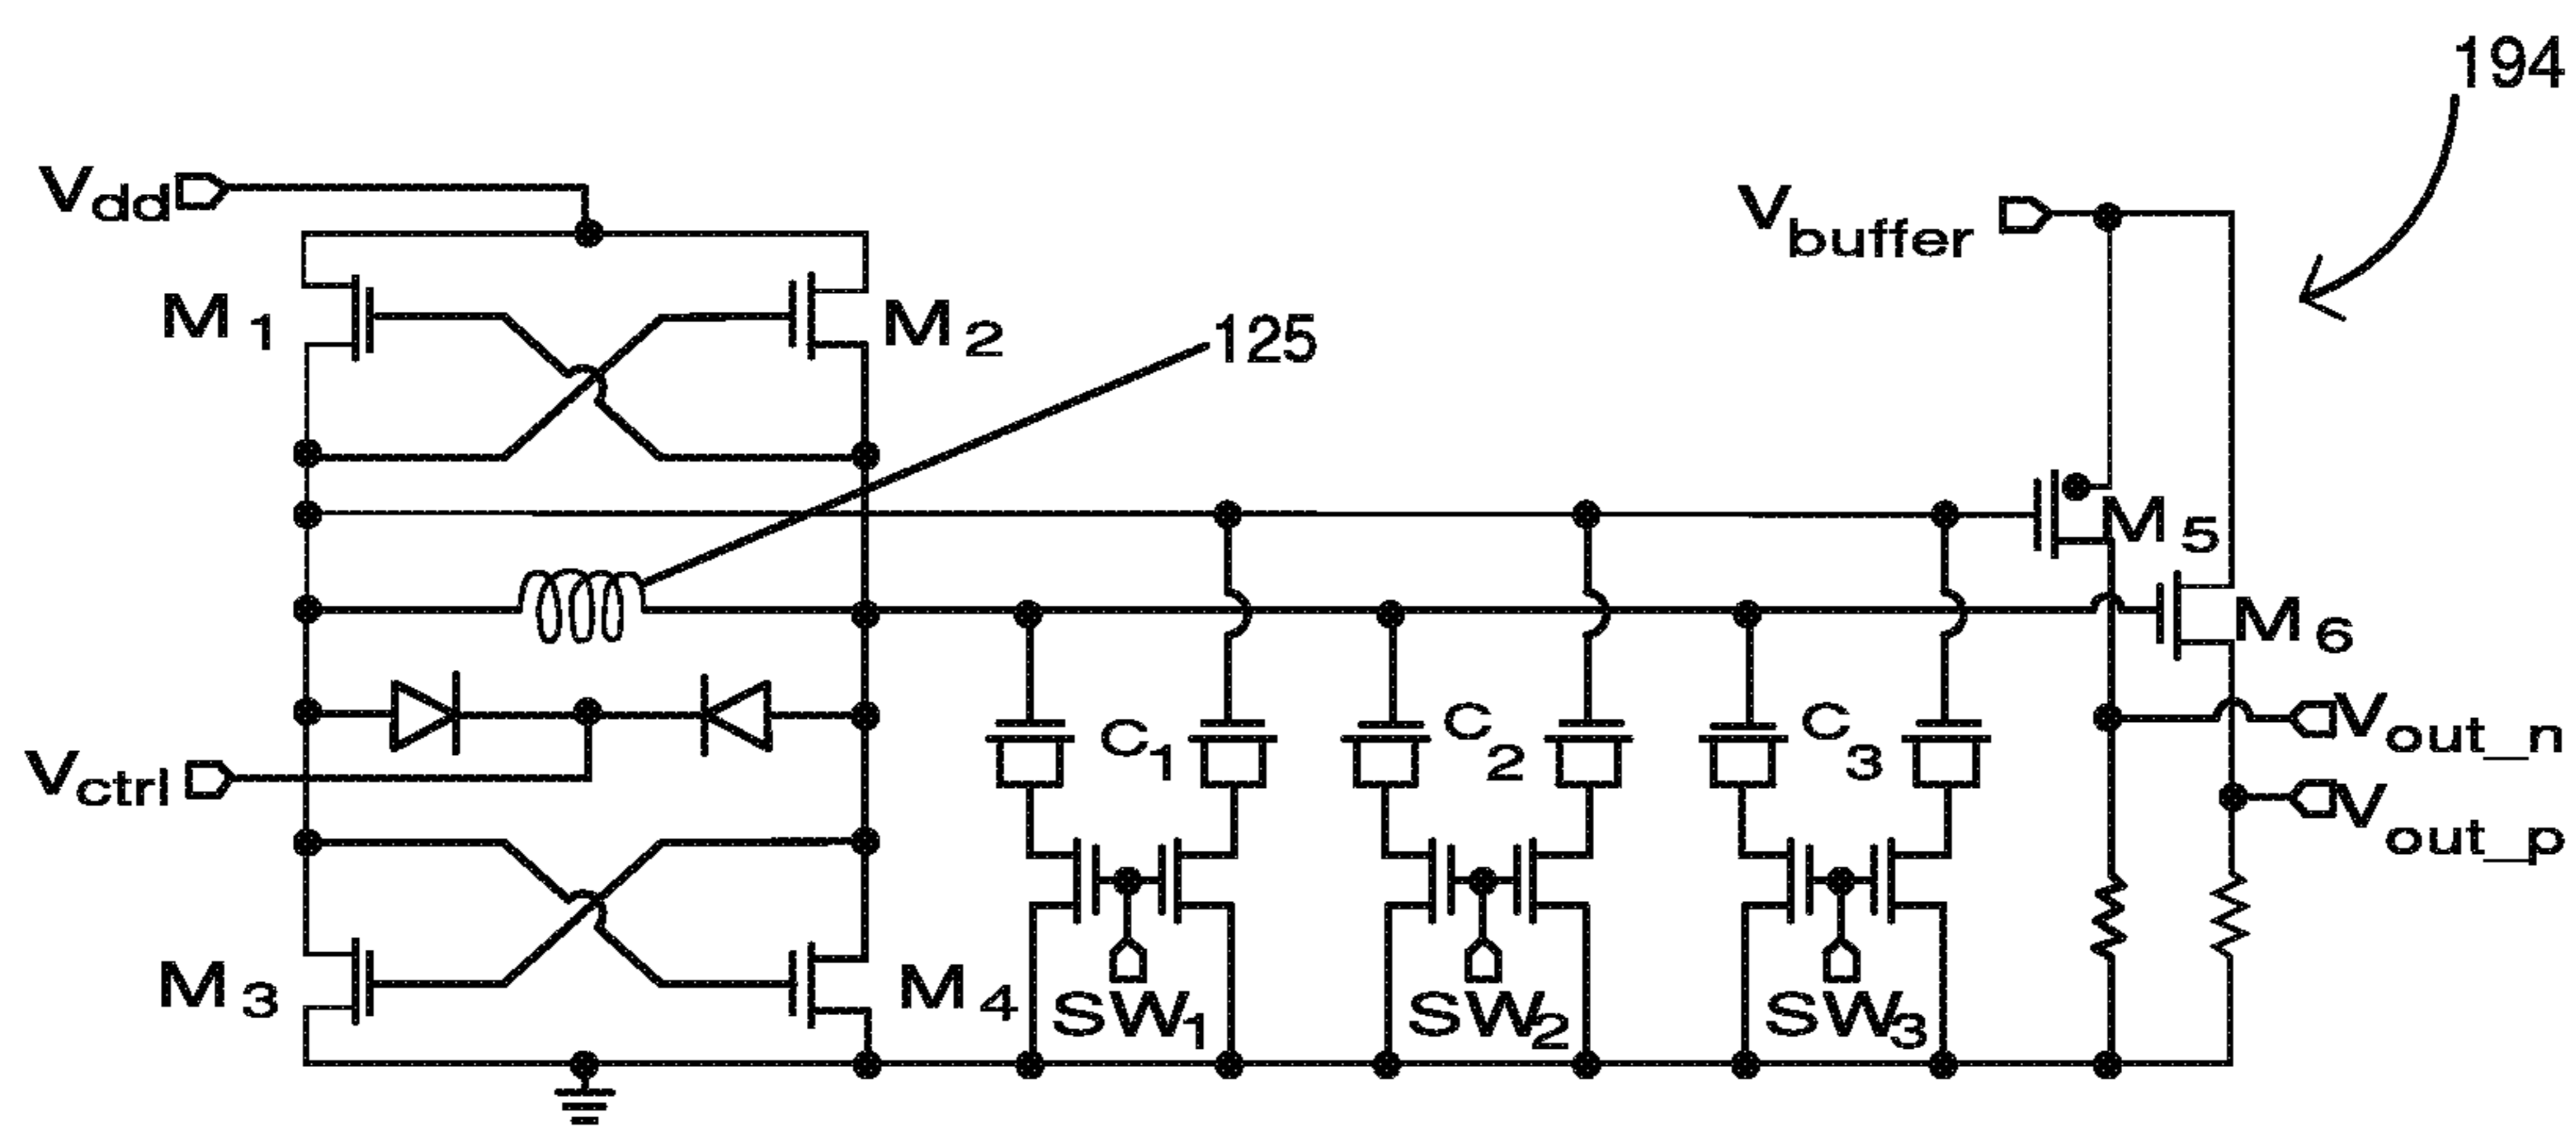 194
Vdd
Vbuffer
M1
M2
125
M5
M6
C1
C2
C3
Vout_n
Vctrl
Vout_p
M3
M4
SW1
SW2
SW3